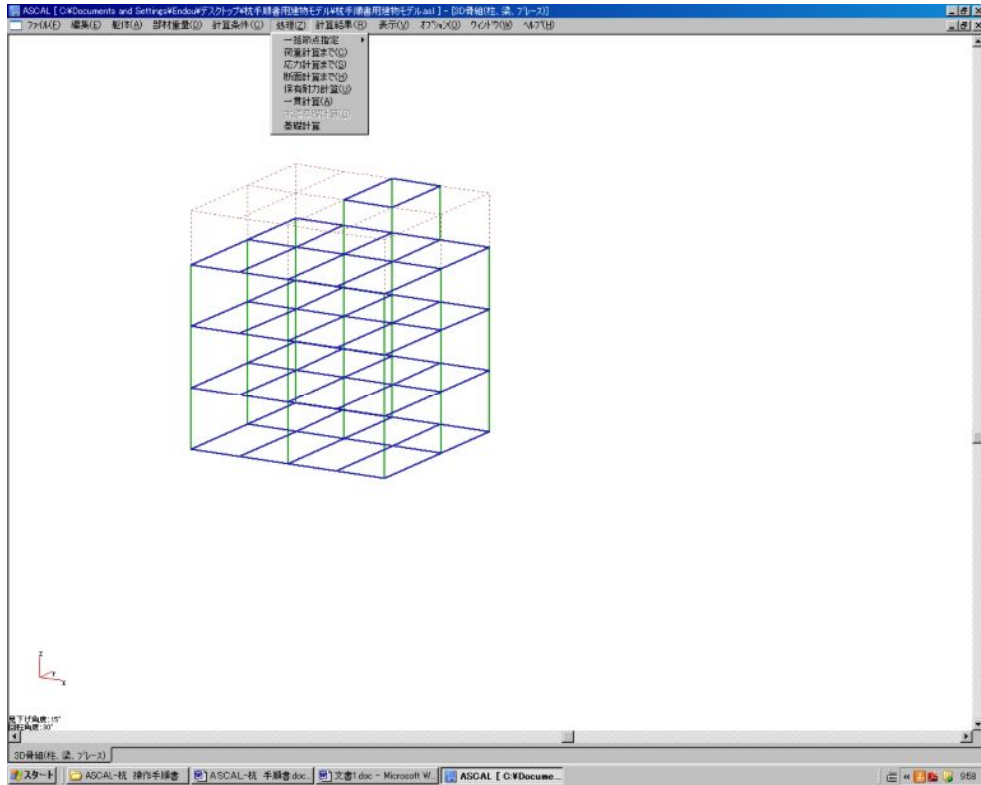 ASCAL [ C:¥Documents and Settings¥Endou¥デスクトップ¥杭手順書用建物モデル¥杭手順書用建物モデル.asl ] - [3D骨組(柱、梁、ブレース)]
ファイル(F) 編集(E) 躯体(A) 部材重量(Q) 計算条件(C) 処理(Z) 計算結果(R) 表示(V) オプション(O) ウィンドウ(W) ヘルプ(H)
一括節点指定
荷重計算まで(C)
応力計算まで(S)
断面計算まで(H)
保有耐力計算(U)
一貫計算(A)
基礎計算
Z
Y
X
見下げ角度:15°
回転角度:30°
3D骨組(柱、梁、ブレース)
スタート ASCAL-杭 操作手順書 ASCAL-杭 手順書.doc... 文書1.doc - Microsoft W... ASCAL [ C:¥Docume... 9:58